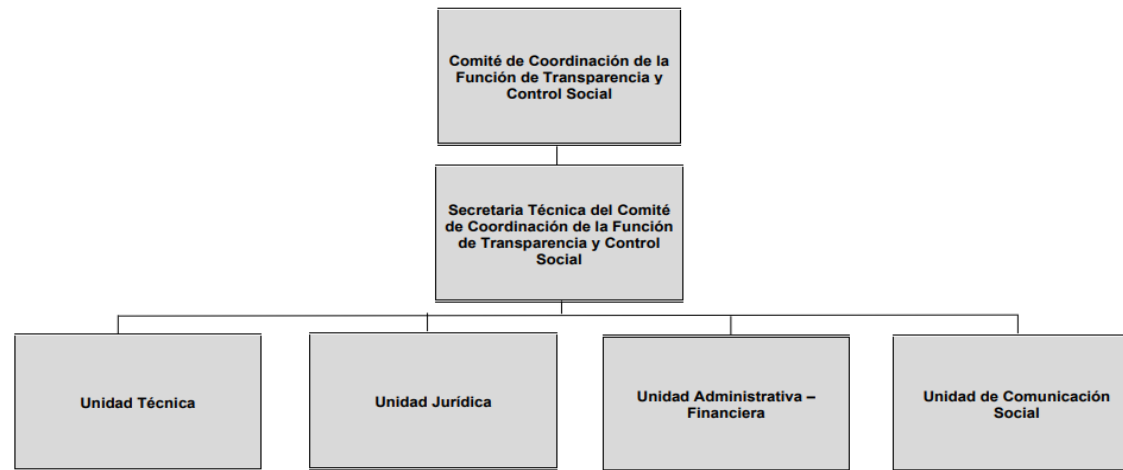 Comité de Coordinación de la
Función de Transparencia y
Control Social
Secretaria Técnica del Comité
de Coordinación de la Función
de Transparencia y Control
Social
Unidad Técnica
Unidad Jurídica
Unidad Administrativa –
Financiera
Unidad de Comunicación
Social